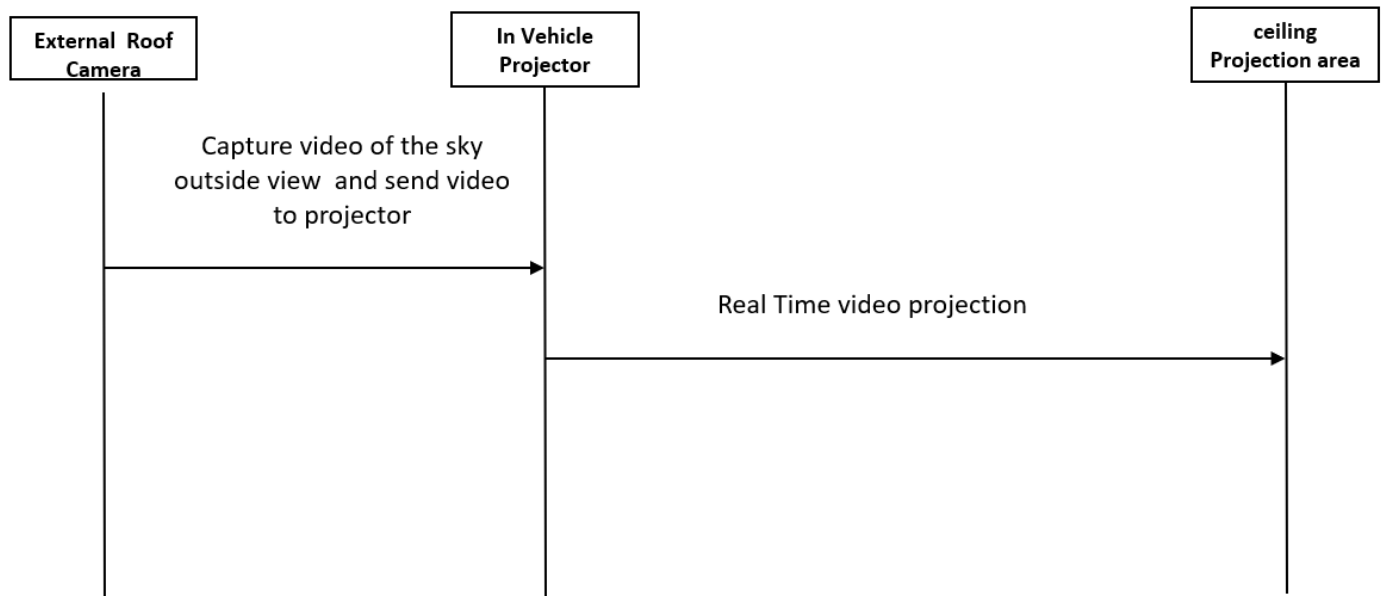 External Roof
Camera
In Vehicle
Projector
ceiling
Projection area
Capture video of the sky
outside view and send video
to projector
Real Time video projection